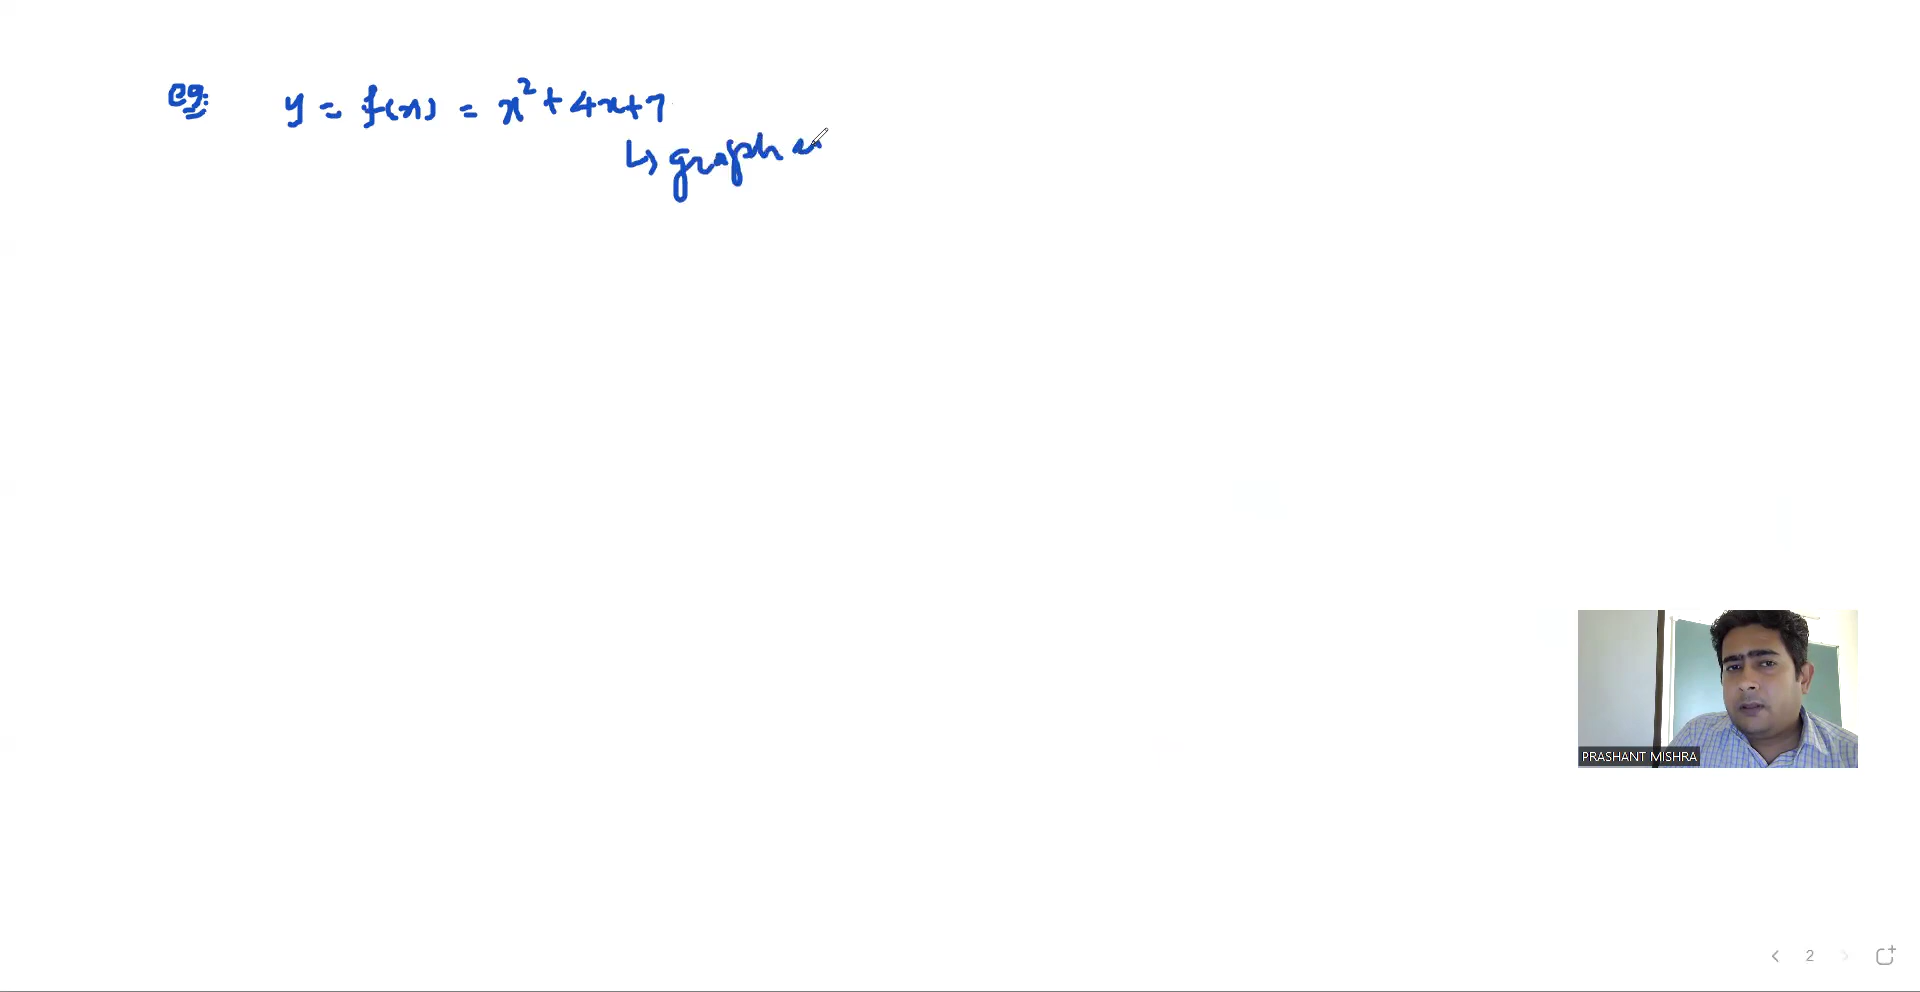 eg: y = f(x) = x² + 4x + 7
↳ graph
PRASHANT MISHRA
2